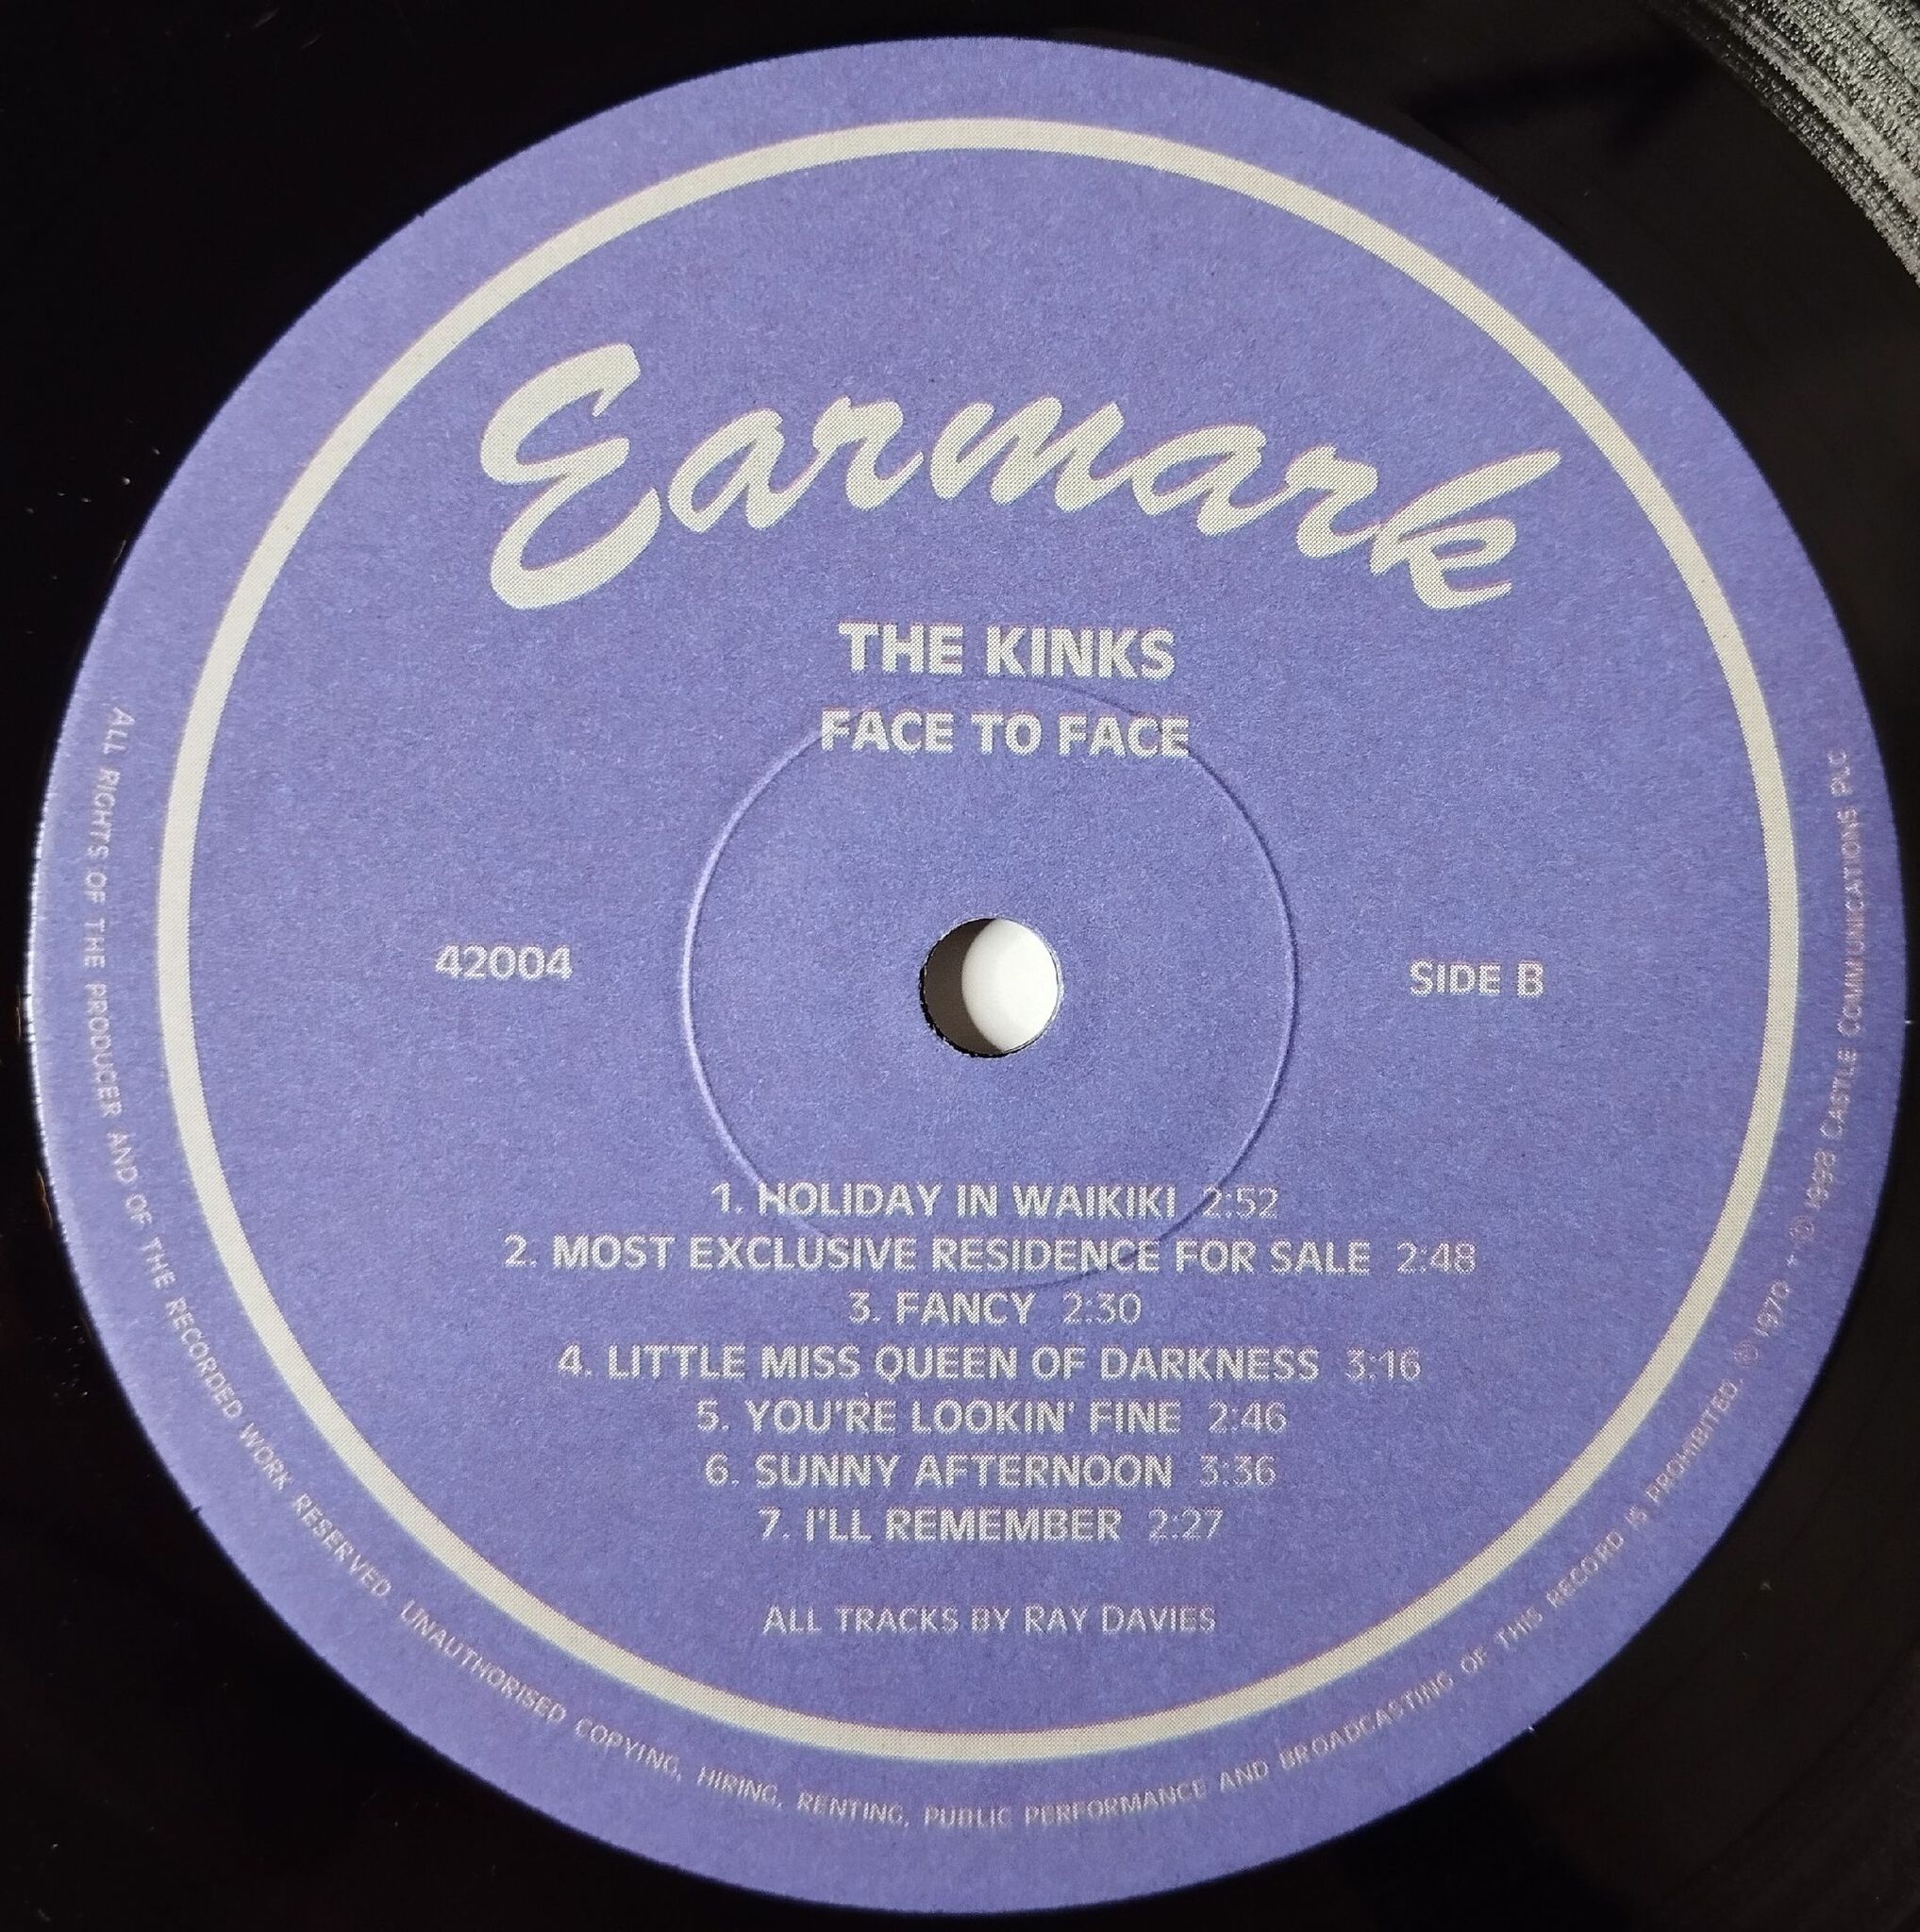 Earmark
THE KINKS
FACE TO FACE
42004
SIDE B
1. HOLIDAY IN WAIKIKI 2:52
2. MOST EXCLUSIVE RESIDENCE FOR SALE 2:48
3. FANCY 2:30
4. LITTLE MISS QUEEN OF DARKNESS 3:16
5. YOU'RE LOOKIN' FINE 2:46
6. SUNNY AFTERNOON 3:36
7. I'LL REMEMBER 2:27
ALL TRACKS BY RAY DAVIES
ALL RIGHTS OF THE PRODUCER AND OF THE RECORDED WORK RESERVED. UNAUTHORISED COPYING, HIRING, RENTING, PUBLIC PERFORMANCE AND BROADCASTING OF THIS RECORD IS PROHIBITED. ℗ 1970 + © 1998 CASTLE COMMUNICATIONS PLC